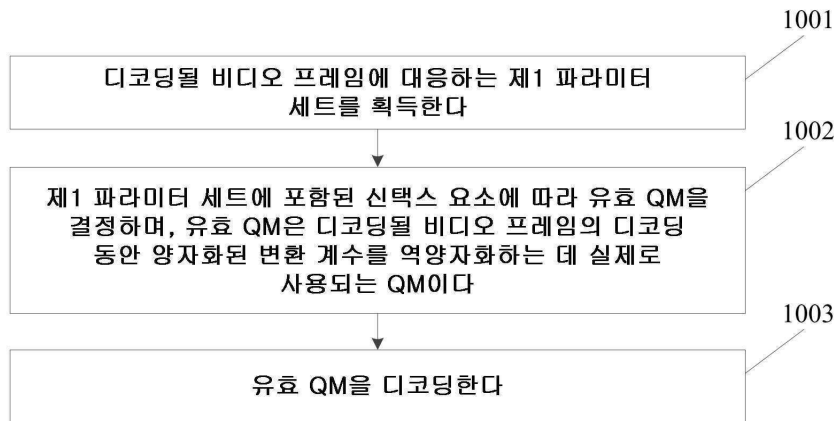 1001
디코딩될 비디오 프레임에 대응하는 제1 파라미터
세트를 획득한다
1002
제1 파라미터 세트에 포함된 신택스 요소에 따라 유효 QM을
결정하며, 유효 QM은 디코딩될 비디오 프레임의 디코딩
동안 양자화된 변환 계수를 역양자화하는 데 실제로
사용되는 QM이다
1003
유효 QM을 디코딩한다